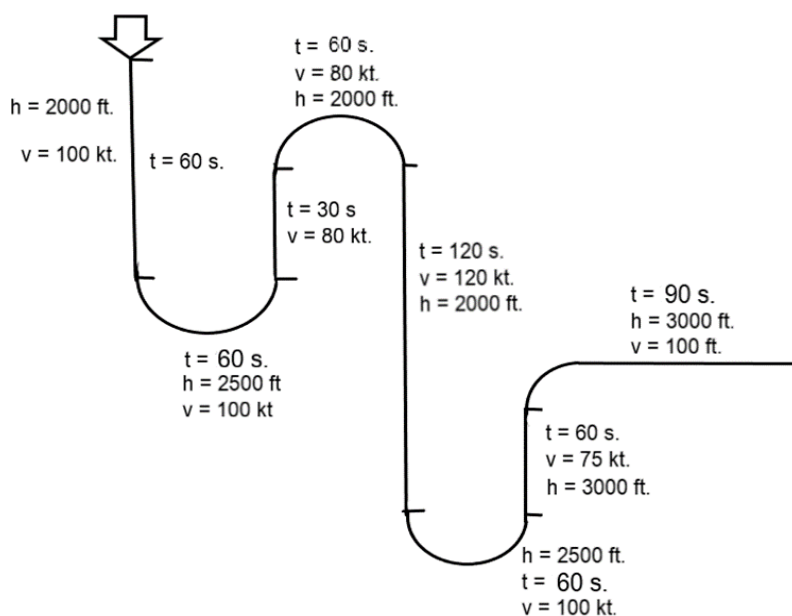 h = 2000 ft.
v = 100 kt.
t = 60 s.
t = 60 s.
h = 2500 ft
v = 100 kt
t = 30 s
v = 80 kt.
t = 60 s.
v = 80 kt.
h = 2000 ft.
t = 120 s.
v = 120 kt.
h = 2000 ft.
h = 2500 ft.
t = 60 s.
v = 100 kt.
t = 60 s.
v = 75 kt.
h = 3000 ft.
t = 90 s.
h = 3000 ft.
v = 100 ft.